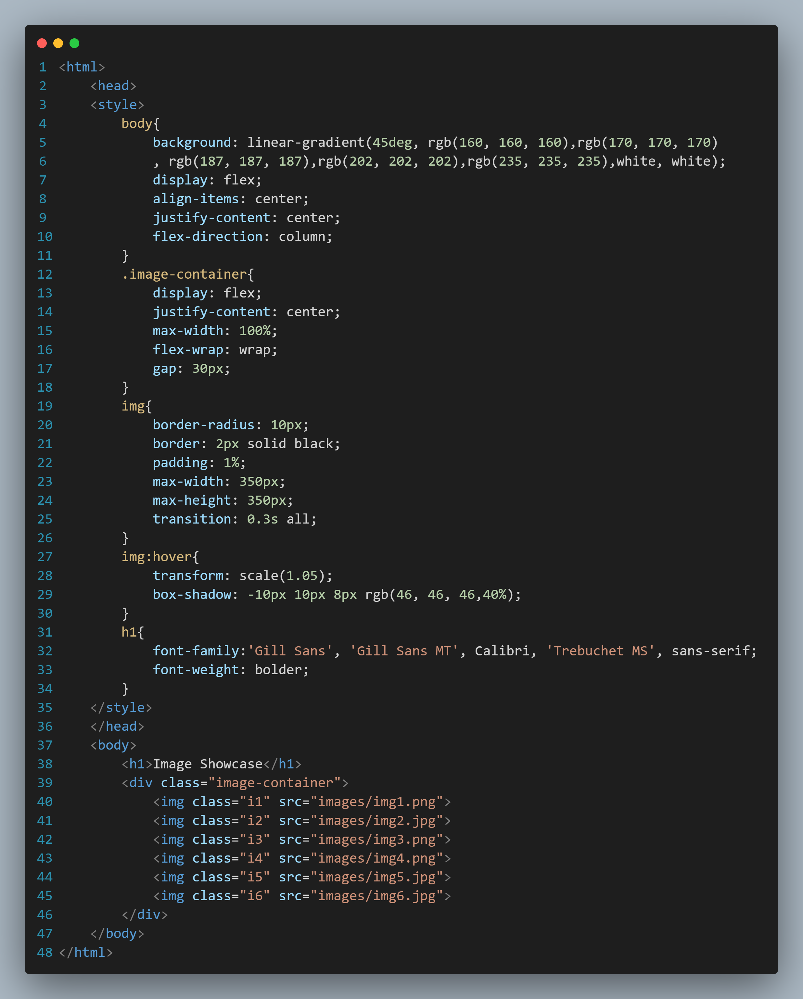 1 <html>
2     <head>
3     <style>
4         body{
5             background: linear-gradient(45deg, rgb(160, 160, 160),rgb(170, 170, 170)
6             , rgb(187, 187, 187),rgb(202, 202, 202),rgb(235, 235, 235),white, white);
7             display: flex;
8             align-items: center;
9             justify-content: center;
10             flex-direction: column;
11         }
12         .image-container{
13             display: flex;
14             justify-content: center;
15             max-width: 100%;
16             flex-wrap: wrap;
17             gap: 30px;
18         }
19         img{
20             border-radius: 10px;
21             border: 2px solid black;
22             padding: 1%;
23             max-width: 350px;
24             max-height: 350px;
25             transition: 0.3s all;
26         }
27         img:hover{
28             transform: scale(1.05);
29             box-shadow: -10px 10px 8px rgb(46, 46, 46,40%);
30         }
31         h1{
32             font-family:'Gill Sans', 'Gill Sans MT', Calibri, 'Trebuchet MS', sans-serif;
33             font-weight: bolder;
34         }
35     </style>
36     </head>
37     <body>
38         <h1>Image Showcase</h1>
39         <div class="image-container">
40             <img class="i1" src="images/img1.png">
41             <img class="i2" src="images/img2.jpg">
42             <img class="i3" src="images/img3.png">
43             <img class="i4" src="images/img4.png">
44             <img class="i5" src="images/img5.jpg">
45             <img class="i6" src="images/img6.jpg">
46         </div>
47     </body>
48 </html>